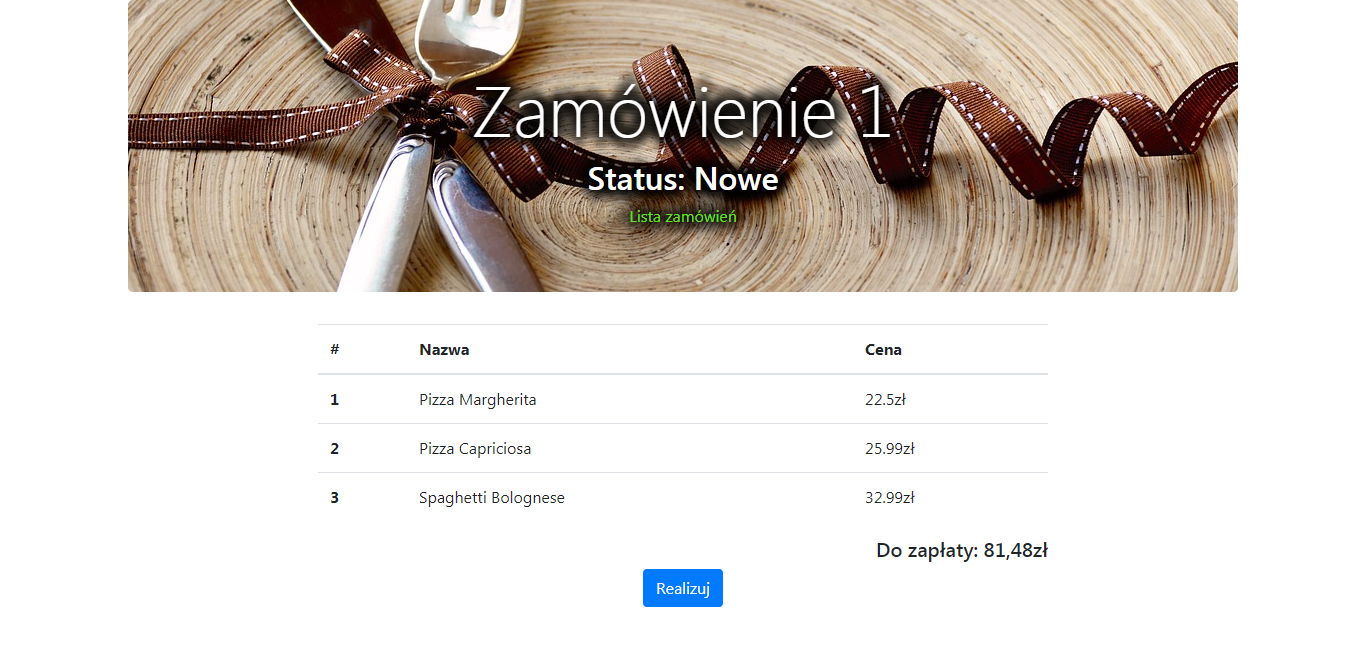 Zamówienie 1
Status: Nowe
Lista zamówień
# Nazwa Cena
1 Pizza Margherita 22.5zł
2 Pizza Capriciosa 25.99zł
3 Spaghetti Bolognese 32.99zł
Do zapłaty: 81,48zł
Realizuj